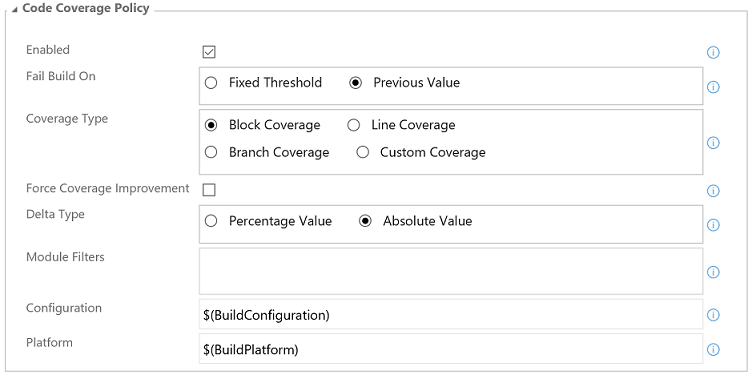 Code Coverage Policy
Enabled
Fail Build On
Fixed Threshold Previous Value
Coverage Type
Block Coverage Line Coverage
Branch Coverage Custom Coverage
Force Coverage Improvement
Delta Type
Percentage Value Absolute Value
Module Filters
Configuration
$(BuildConfiguration)
Platform
$(BuildPlatform)